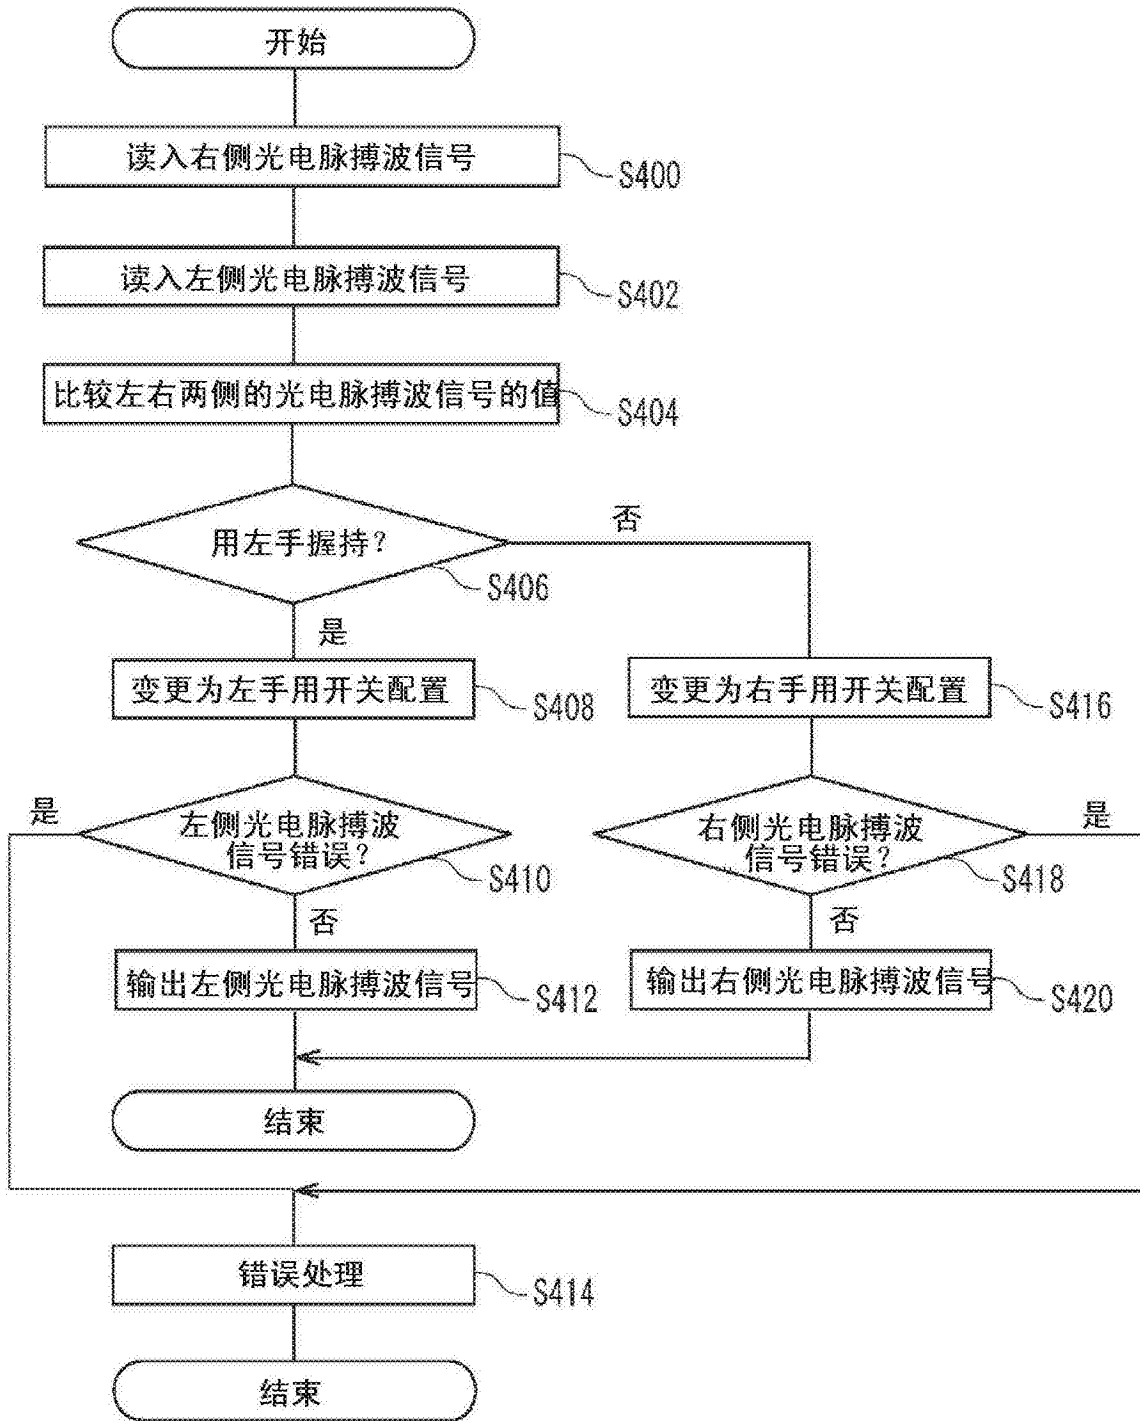 开始
读入右侧光电脉搏波信号
S400
读入左侧光电脉搏波信号
S402
比较左右两侧的光电脉搏波信号的值
S404
用左手握持？
否
S406
是
变更为左手用开关配置
S408
变更为右手用开关配置
S416
是
左侧光电脉搏波
信号错误？
S410
右侧光电脉搏波
信号错误？
是
S418
否
否
输出左侧光电脉搏波信号
S412
输出右侧光电脉搏波信号
S420
结束
错误处理
S414
结束